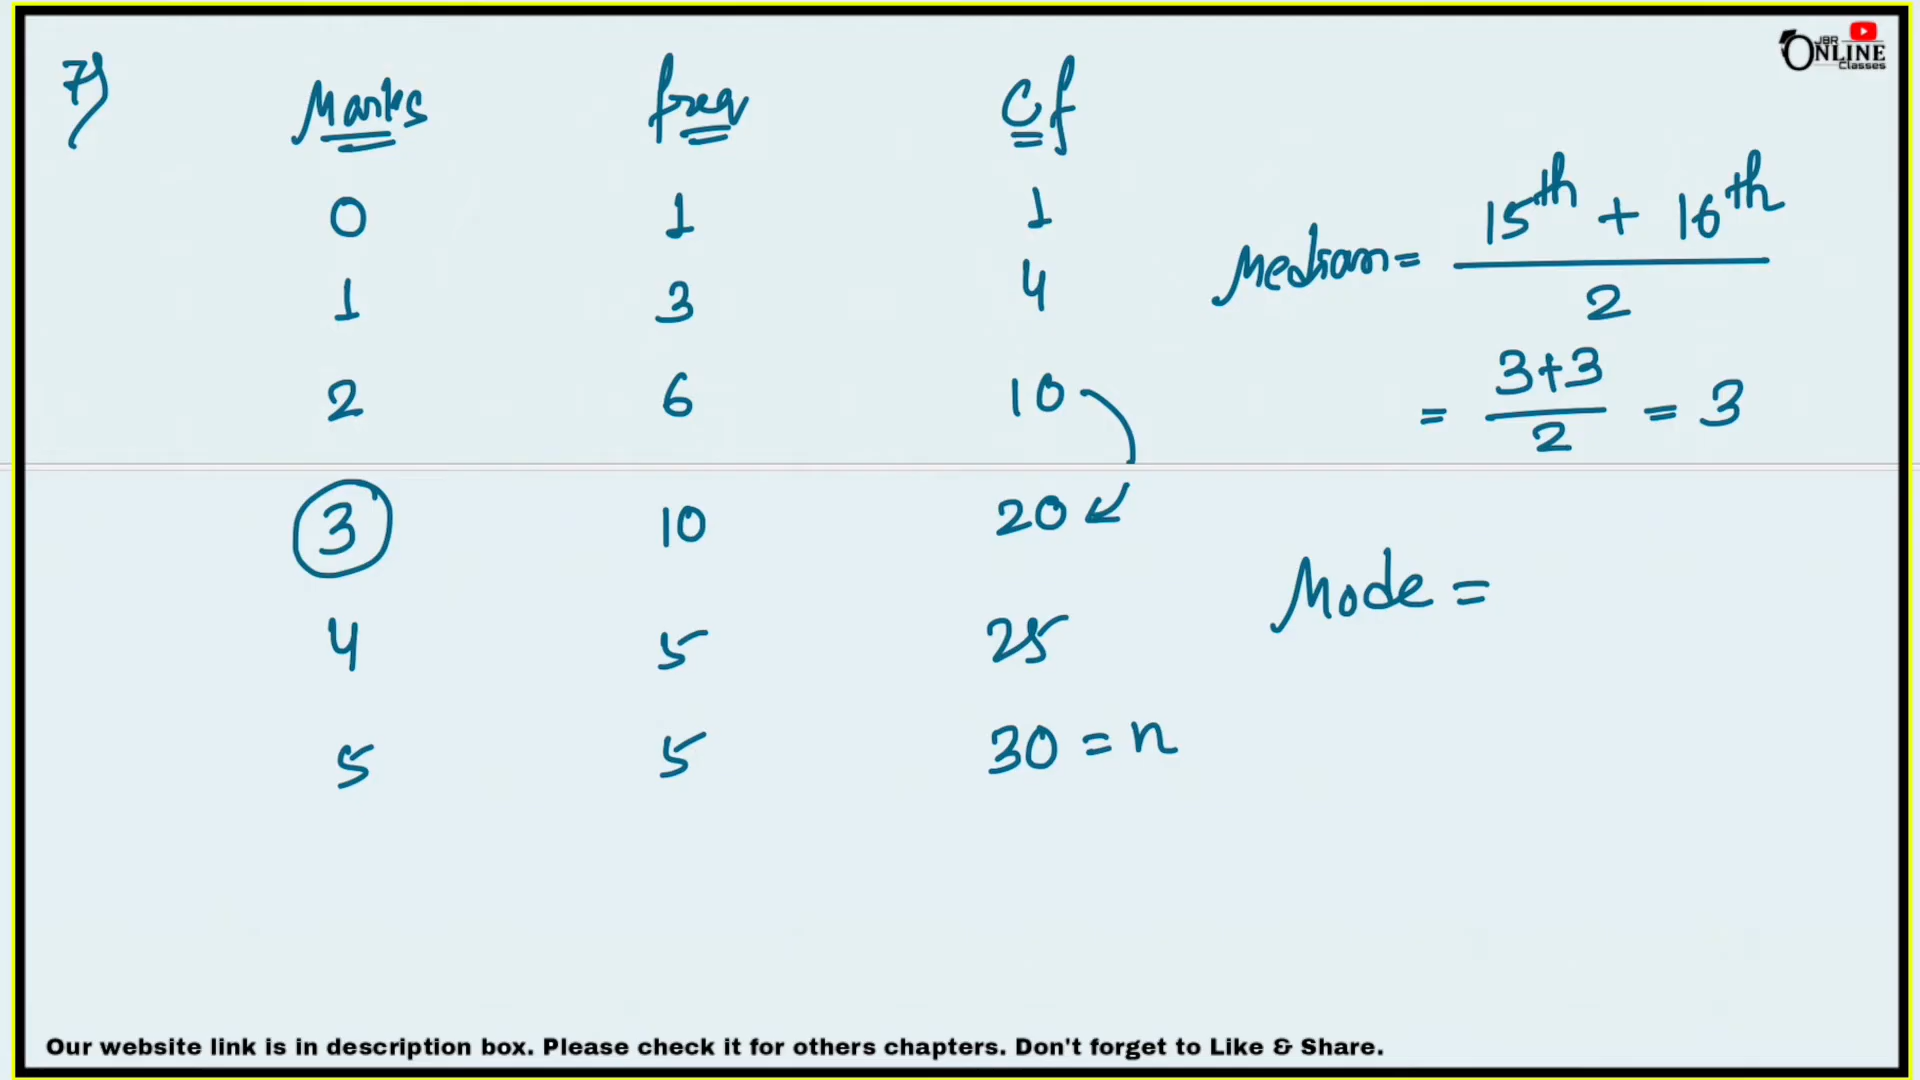 7)
Marks freq Cf
0 1 1
1 3 4
2 6 10
3 10 20
4 5 25
5 5 30 = n
Median = 15th + 16th
2
= 3+3 = 3
2
Mode =
JBR
ONLINE
Classes
Our website link is in description box. Please check it for others chapters. Don't forget to Like & Share.